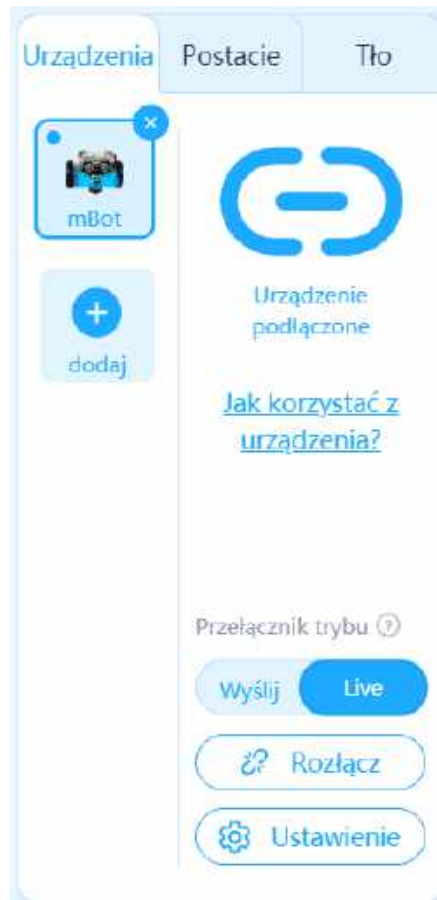 Urządzenia Postacie Tło
mBot
dodaj
Urządzenie
podłączone
Jak korzystać z
urządzenia?
Przełącznik trybu ?
Wyślij Live
Rozłącz
Ustawienie